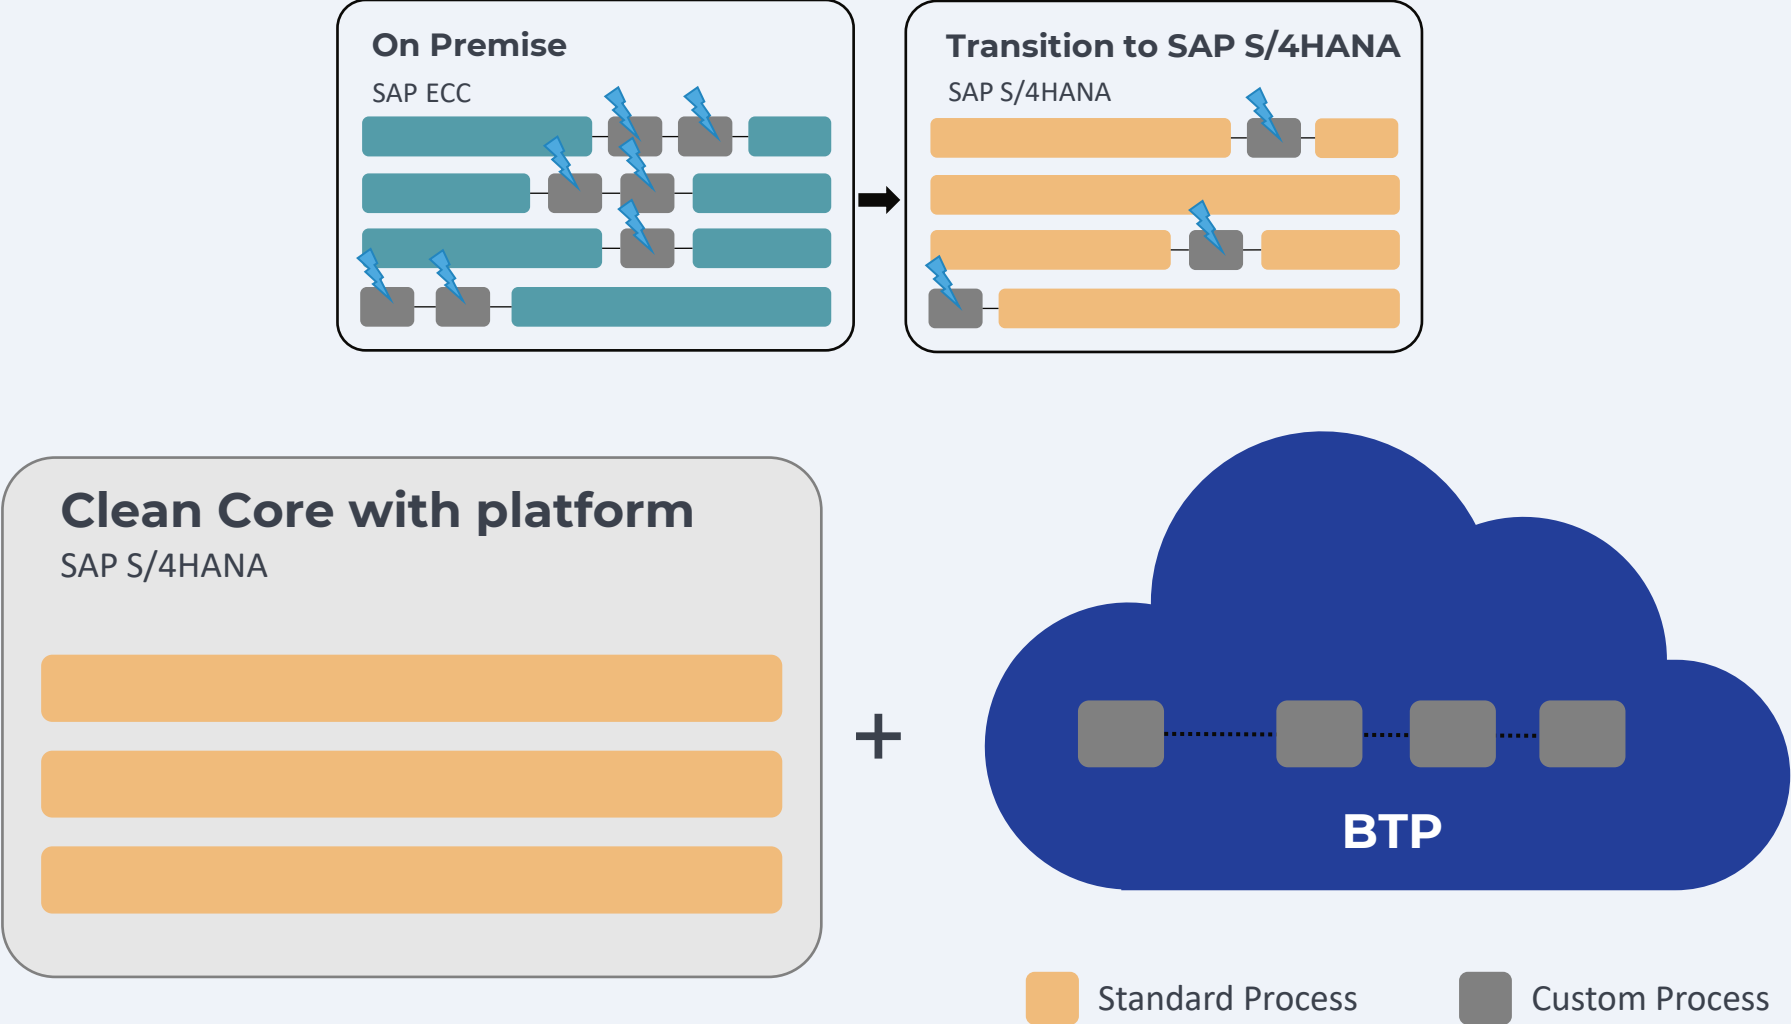 On Premise
SAP ECC
Transition to SAP S/4HANA
SAP S/4HANA
Clean Core with platform
SAP S/4HANA
+
BTP
Standard Process
Custom Process